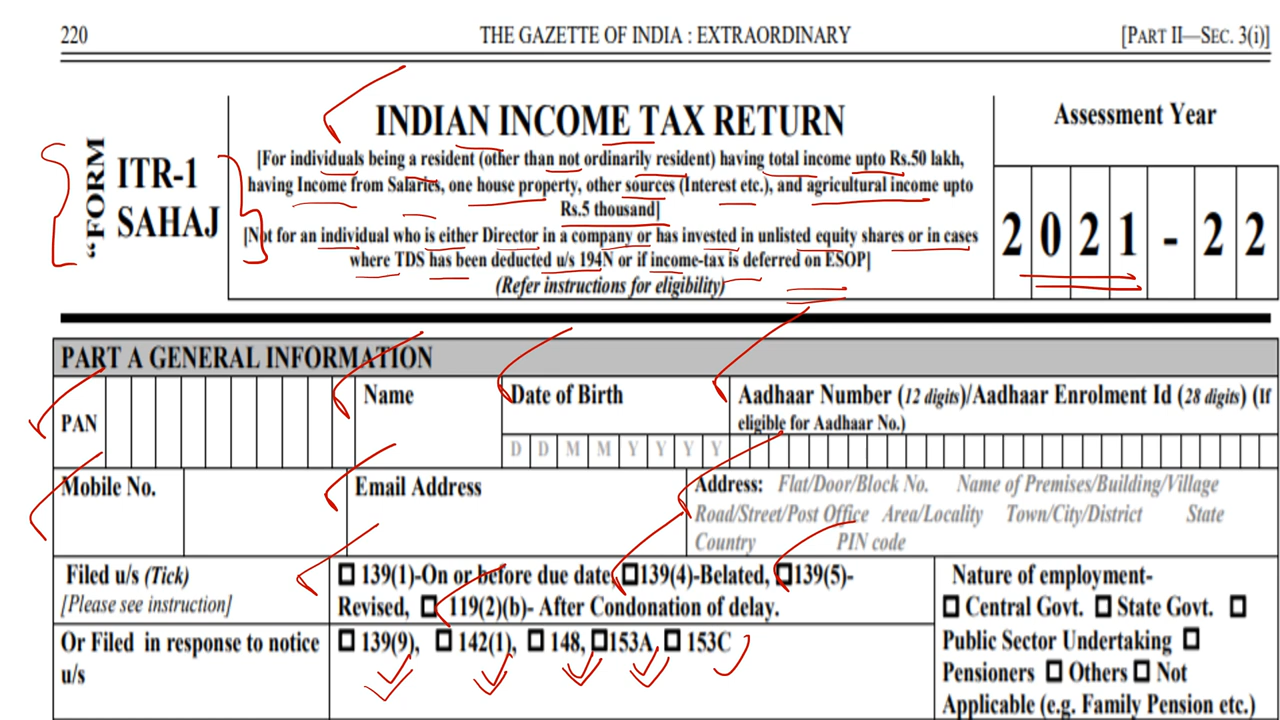 220 THE GAZETTE OF INDIA : EXTRAORDINARY [PART II—SEC. 3(i)]
“FORM
ITR-1
SAHAJ
INDIAN INCOME TAX RETURN
[For individuals being a resident (other than not ordinarily resident) having total income upto Rs.50 lakh,
having Income from Salaries, one house property, other sources (Interest etc.), and agricultural income upto
Rs.5 thousand]
[Not for an individual who is either Director in a company or has invested in unlisted equity shares or in cases
where TDS has been deducted u/s 194N or if income-tax is deferred on ESOP]
(Refer instructions for eligibility)
Assessment Year
2 0 2 1 - 2 2
PART A GENERAL INFORMATION
PAN
Name
Date of Birth
D D M M Y Y Y Y
Aadhaar Number (12 digits)/Aadhaar Enrolment Id (28 digits) (If
eligible for Aadhaar No.)
Mobile No.
Email Address
Address: Flat/Door/Block No. Name of Premises/Building/Village
Road/Street/Post Office Area/Locality Town/City/District State
Country PIN code
Filed u/s (Tick)
[Please see instruction]
139(1)-On or before due date, 139(4)-Belated, 139(5)-
Revised, 119(2)(b)- After Condonation of delay.
Or Filed in response to notice
u/s
139(9), 142(1), 148, 153A, 153C
Nature of employment-
Central Govt. State Govt.
Public Sector Undertaking
Pensioners Others Not
Applicable (e.g. Family Pension etc.)